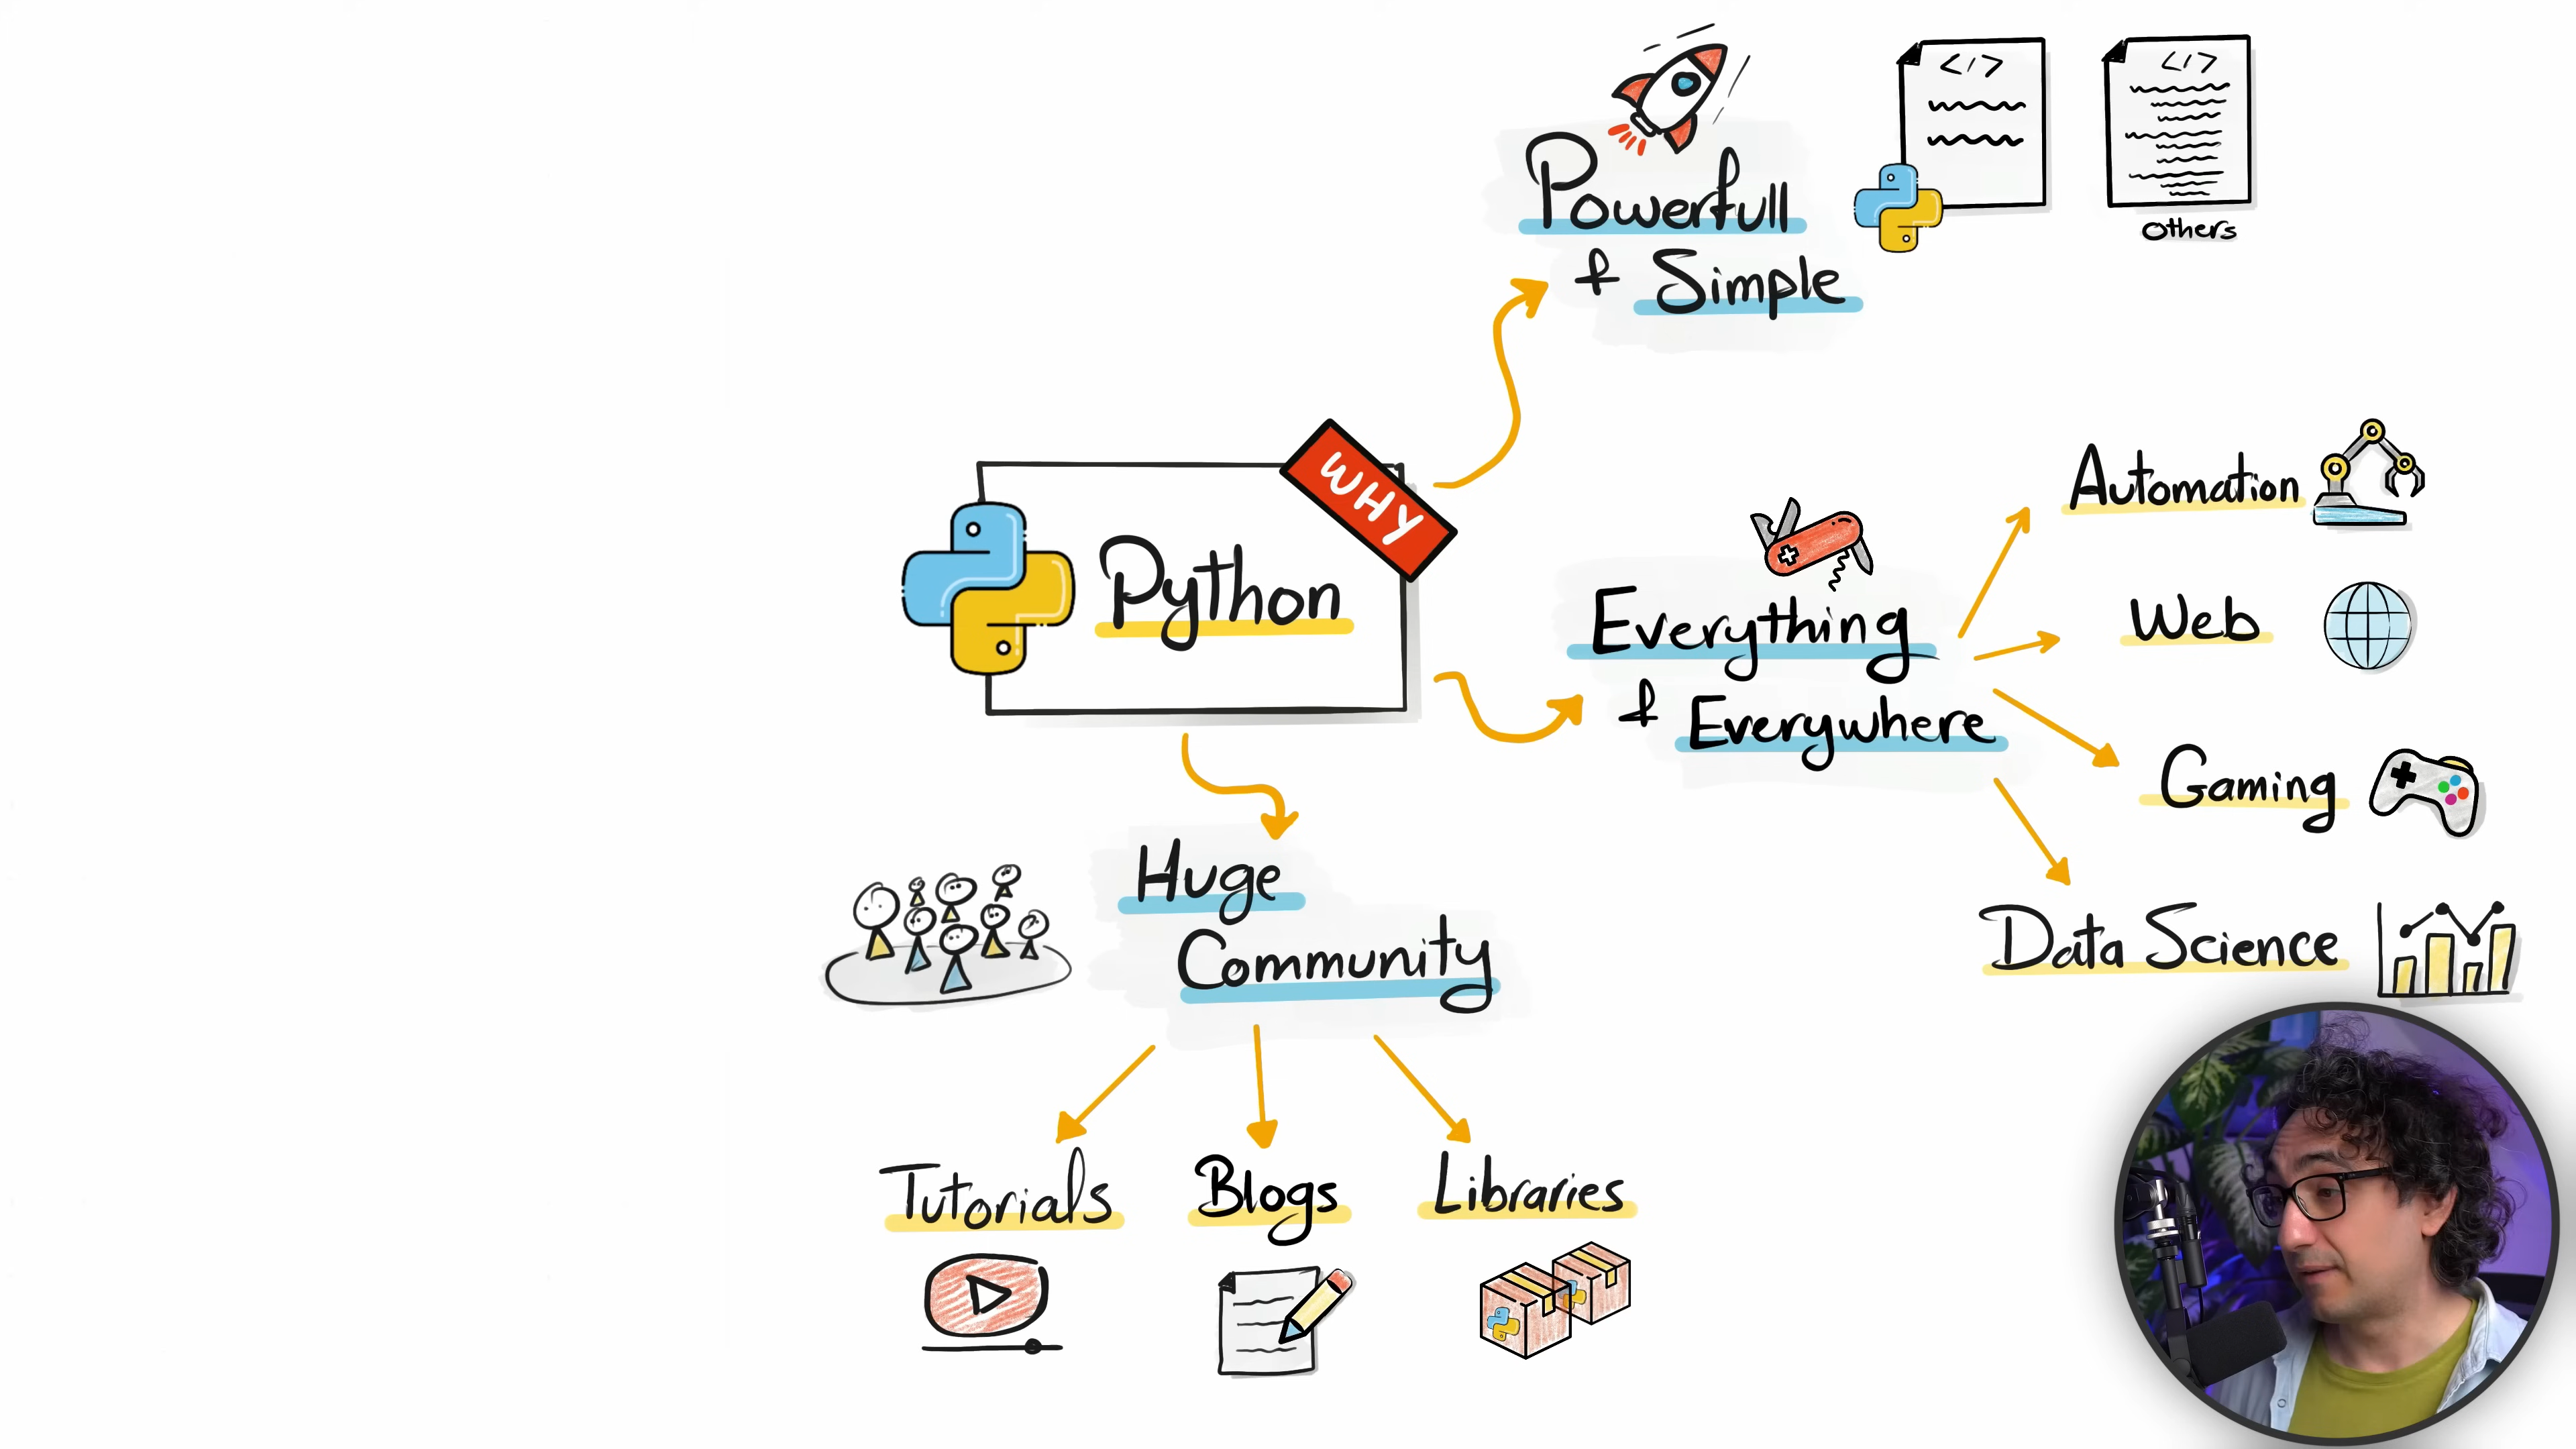 </>
</>
Powerfull
& Simple
others
WHY
Python
Everything
& Everywhere
Automation
Web
Gaming
Data Science
Huge
Community
Tutorials
Blogs
Libraries